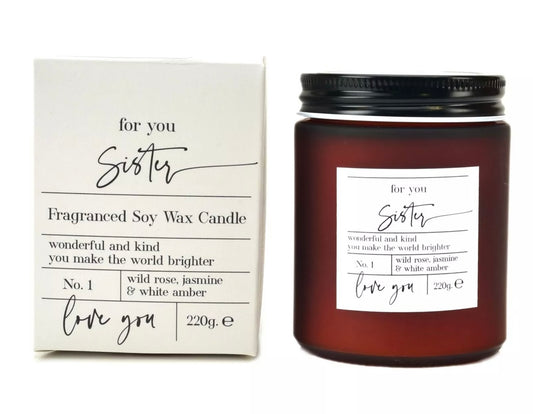 for you
Sister
Fragranced Soy Wax Candle
wonderful and kind
you make the world brighter
No. 1
wild rose, jasmine
& white amber
love you
220g. ℮
for you
Sister
wonderful and kind
you make the world brighter
No. 1
wild rose, jasmine
& white amber
love you
220g. ℮